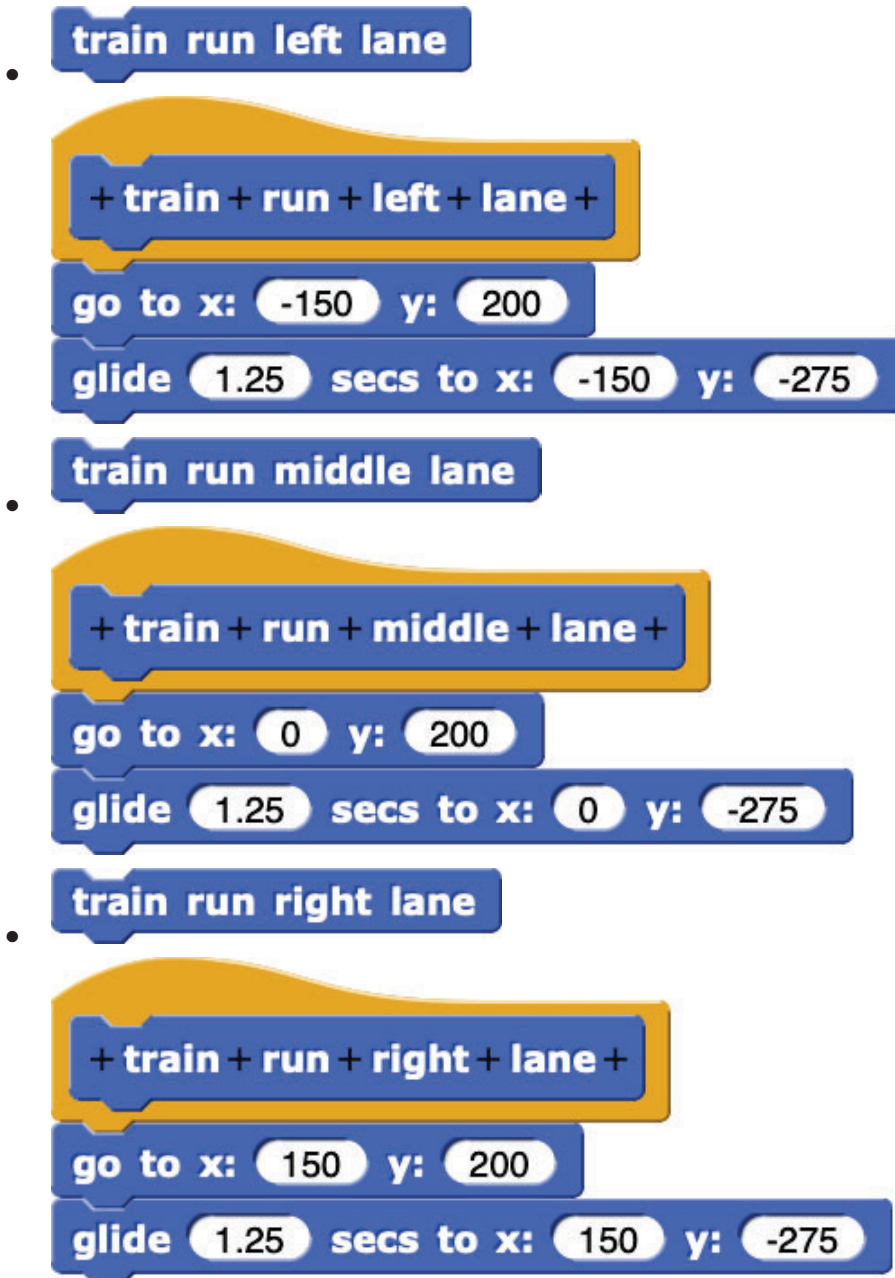 train run left lane
+ train + run + left + lane +
go to x: -150 y: 200
glide 1.25 secs to x: -150 y: -275
train run middle lane
+ train + run + middle + lane +
go to x: 0 y: 200
glide 1.25 secs to x: 0 y: -275
train run right lane
+ train + run + right + lane +
go to x: 150 y: 200
glide 1.25 secs to x: 150 y: -275